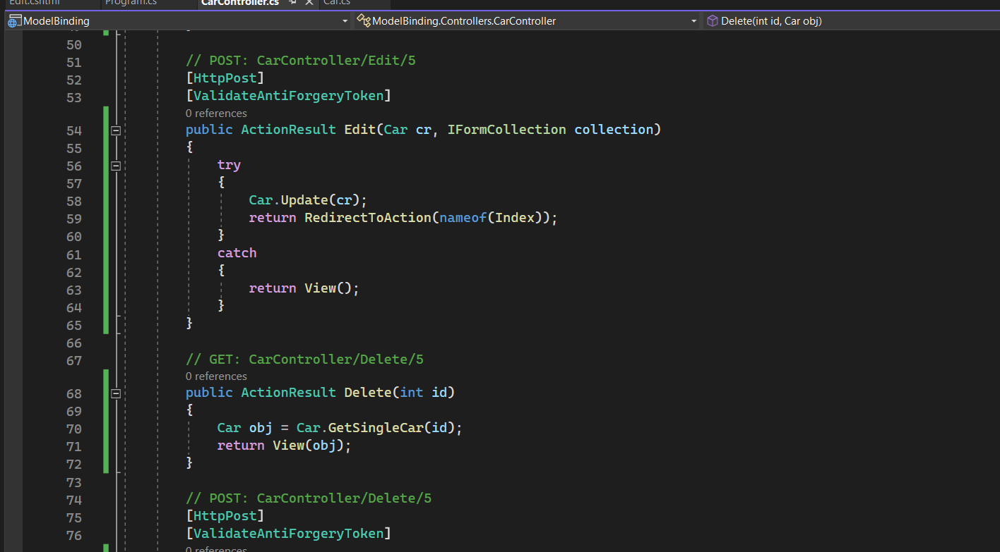 Edit.cshtml Program.cs CarController.cs Car.cs
ModelBinding ModelBinding.Controllers.CarController Delete(int id, Car obj)
50
51 // POST: CarController/Edit/5
52 [HttpPost]
53 [ValidateAntiForgeryToken]
0 references
54 public ActionResult Edit(Car cr, IFormCollection collection)
55 {
56 try
57 {
58 Car.Update(cr);
59 return RedirectToAction(nameof(Index));
60 }
61 catch
62 {
63 return View();
64 }
65 }
66
67 // GET: CarController/Delete/5
0 references
68 public ActionResult Delete(int id)
69 {
70 Car obj = Car.GetSingleCar(id);
71 return View(obj);
72 }
73
74 // POST: CarController/Delete/5
75 [HttpPost]
76 [ValidateAntiForgeryToken]
0 references